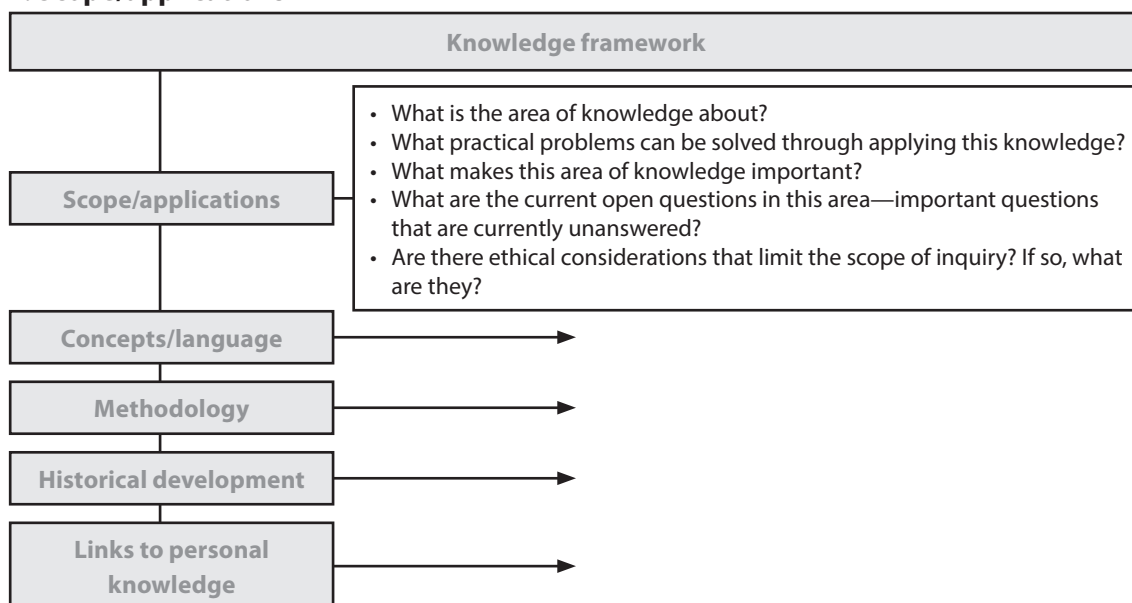 Knowledge framework
• What is the area of knowledge about?
• What practical problems can be solved through applying this knowledge?
• What makes this area of knowledge important?
Scope/applications
• What are the current open questions in this area—important questions
that are currently unanswered?
• Are there ethical considerations that limit the scope of inquiry? If so, what
are they?
Concepts/language
Methodology
Historical development
Links to personal
knowledge